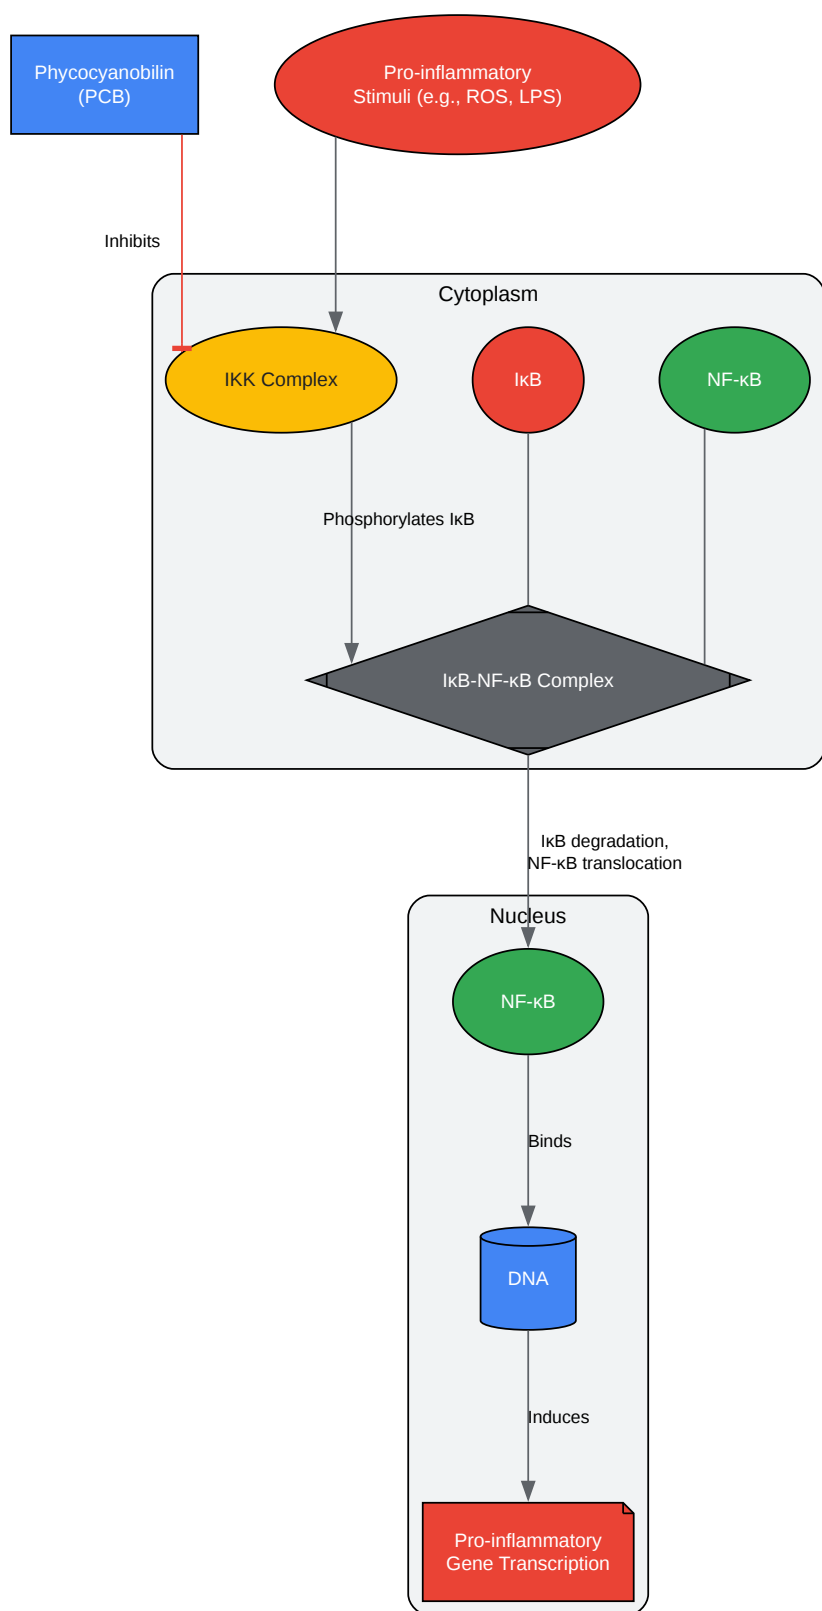 Phycocyanobilin
(PCB)
Pro-inflammatory
Stimuli (e.g., ROS, LPS)
Inhibits
Cytoplasm
IKK Complex
IκB
NF-κB
Phosphorylates IκB
IκB-NF-κB Complex
IκB degradation,
NF-κB translocation
Nucleus
NF-κB
Binds
DNA
Induces
Pro-inflammatory
Gene Transcription